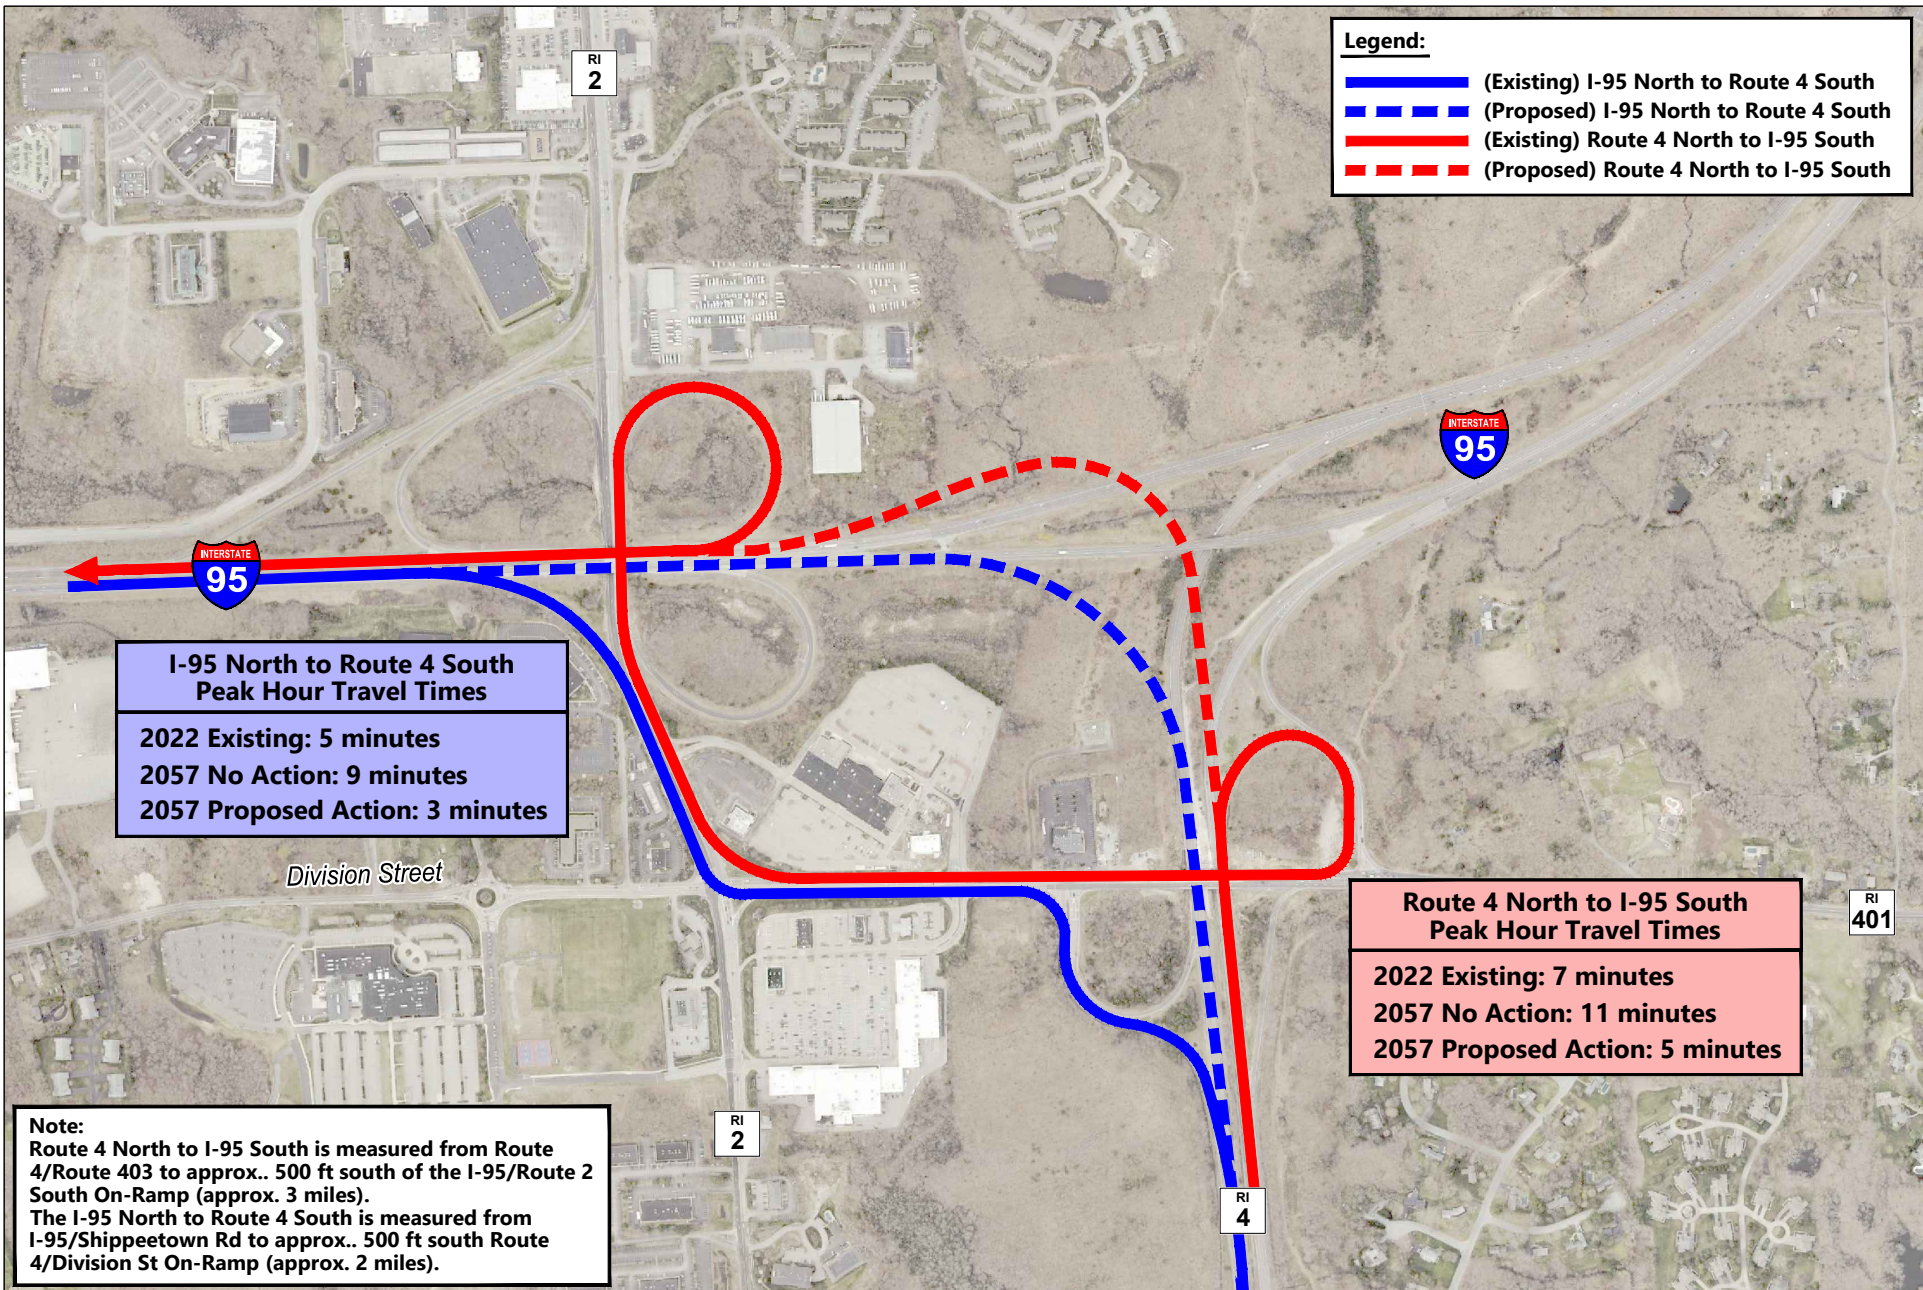 RI
2
Legend:
(Existing) I-95 North to Route 4 South
(Proposed) I-95 North to Route 4 South
(Existing) Route 4 North to I-95 South
(Proposed) Route 4 North to I-95 South
INTERSTATE
95
INTERSTATE
95
I-95 North to Route 4 South
Peak Hour Travel Times
2022 Existing: 5 minutes
2057 No Action: 9 minutes
2057 Proposed Action: 3 minutes
Division Street
Route 4 North to I-95 South
Peak Hour Travel Times
2022 Existing: 7 minutes
2057 No Action: 11 minutes
2057 Proposed Action: 5 minutes
RI
401
Note:
Route 4 North to I-95 South is measured from Route
4/Route 403 to approx.. 500 ft south of the I-95/Route 2
South On-Ramp (approx. 3 miles).
The I-95 North to Route 4 South is measured from
I-95/Shippeetown Rd to approx.. 500 ft south Route
4/Division St On-Ramp (approx. 2 miles).
RI
2
RI
4